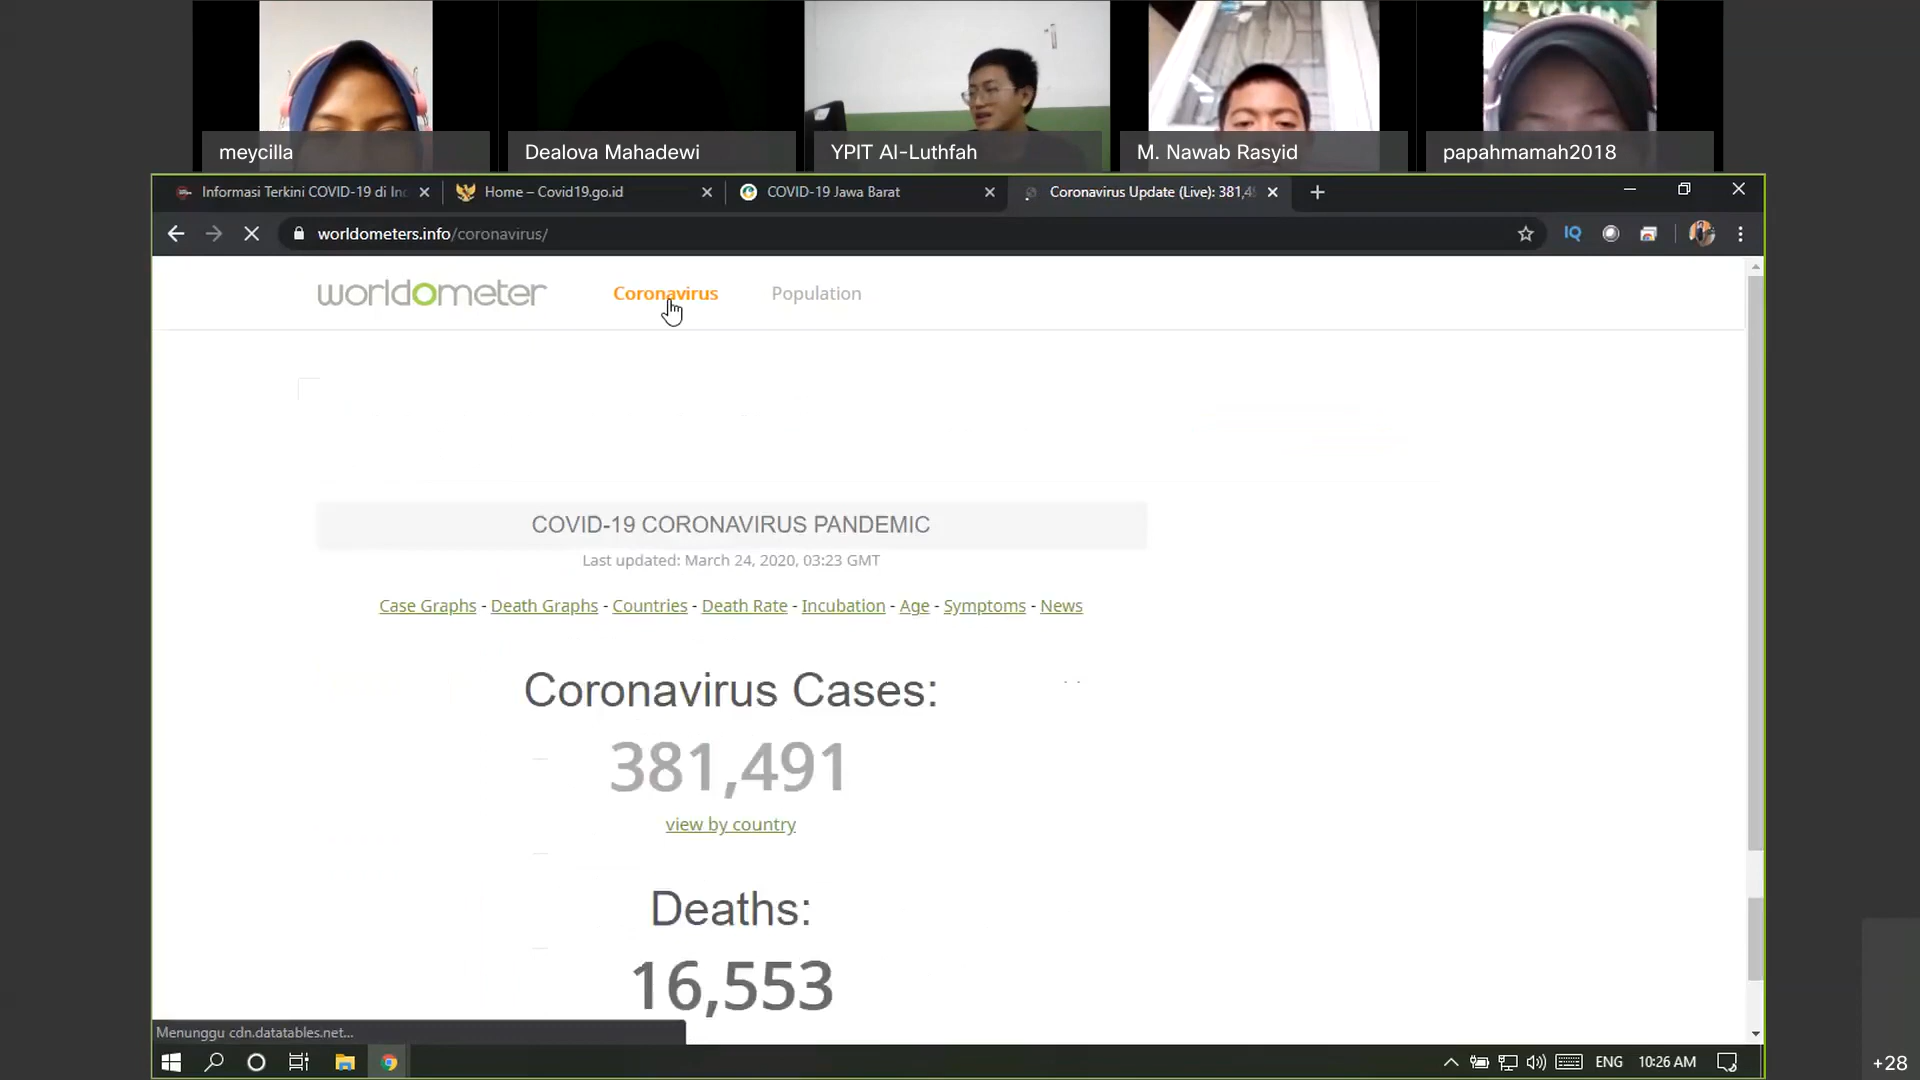 meycilla
Dealova Mahadewi
YPIT Al-Luthfah
M. Nawab Rasyid
papahmamah2018
Informasi Terkini COVID-19 di In
Home – Covid19.go.id
COVID-19 Jawa Barat
Coronavirus Update (Live): 381,4
worldometers.info/coronavirus/
IQ
worldometer
Coronavirus
Population
COVID-19 CORONAVIRUS PANDEMIC
Last updated: March 24, 2020, 03:23 GMT
Case Graphs - Death Graphs - Countries - Death Rate - Incubation - Age - Symptoms - News
Coronavirus Cases:
381,491
view by country
Deaths:
16,553
Menunggu cdn.datatables.net...
ENG
10:26 AM
+28